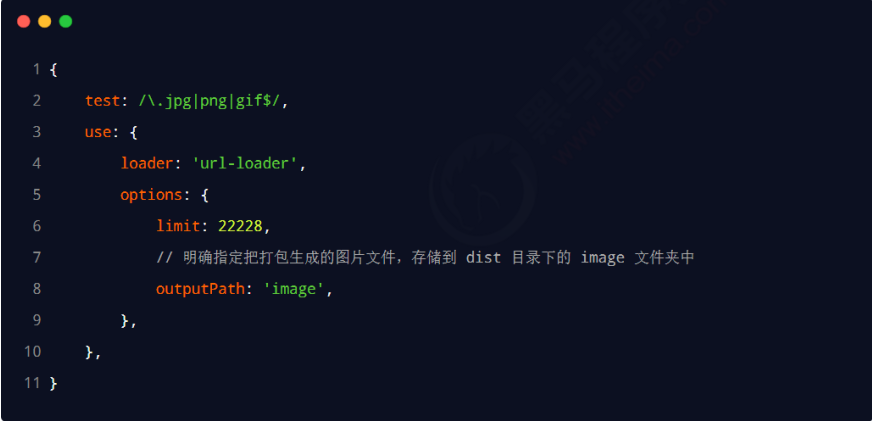 1 {
2     test: /\.jpg|png|gif$/,
3     use: {
4         loader: 'url-loader',
5         options: {
6             limit: 22228,
7             // 明确指定把打包生成的图片文件，存储到 dist 目录下的 image 文件夹中
8             outputPath: 'image',
9         },
10     },
11 }